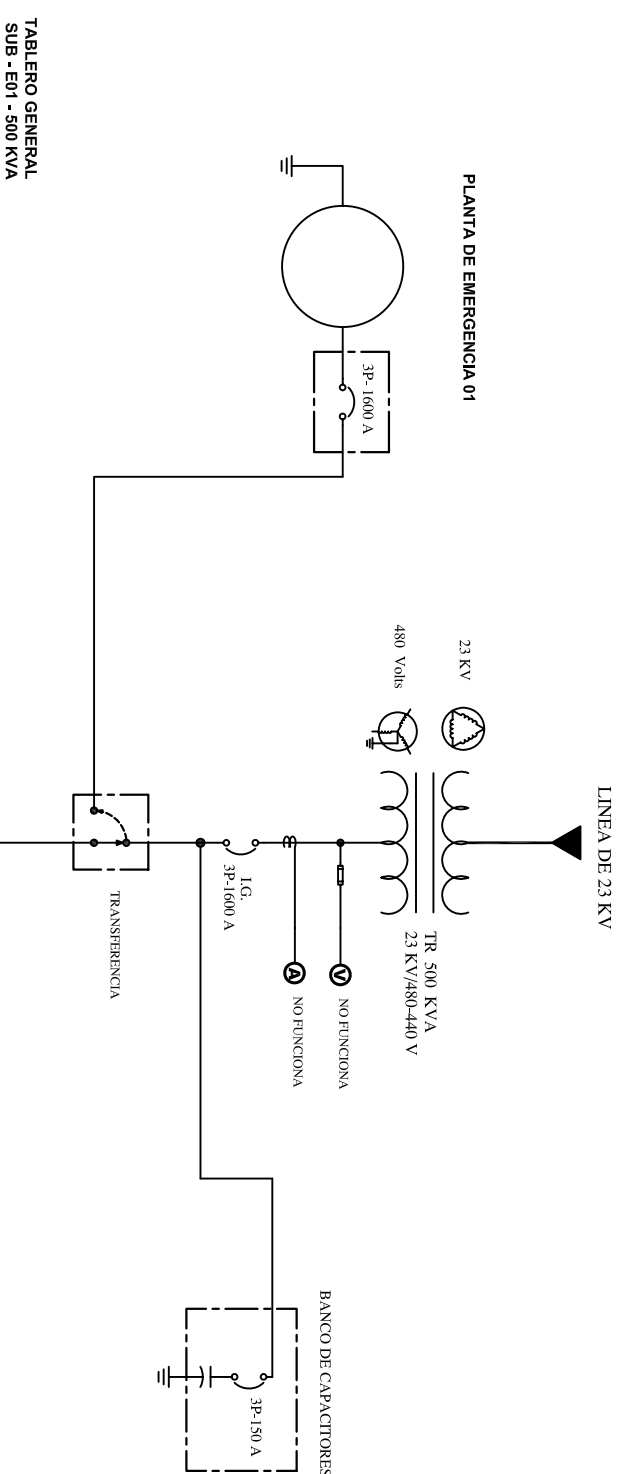 LINEA DE 23 KV
PLANTA DE EMERGENCIA 01
23 KV
480 Volts
TR 500 KVA
23 KV/480-440 V
3P- 1600 A
V
NO FUNCIONA
A
NO FUNCIONA
I.G.
3P-1600 A
TRANSFERENCIA
BANCO DE CAPACITORES
3P-150 A
TABLERO GENERAL
SUB - E01 - 500 KVA